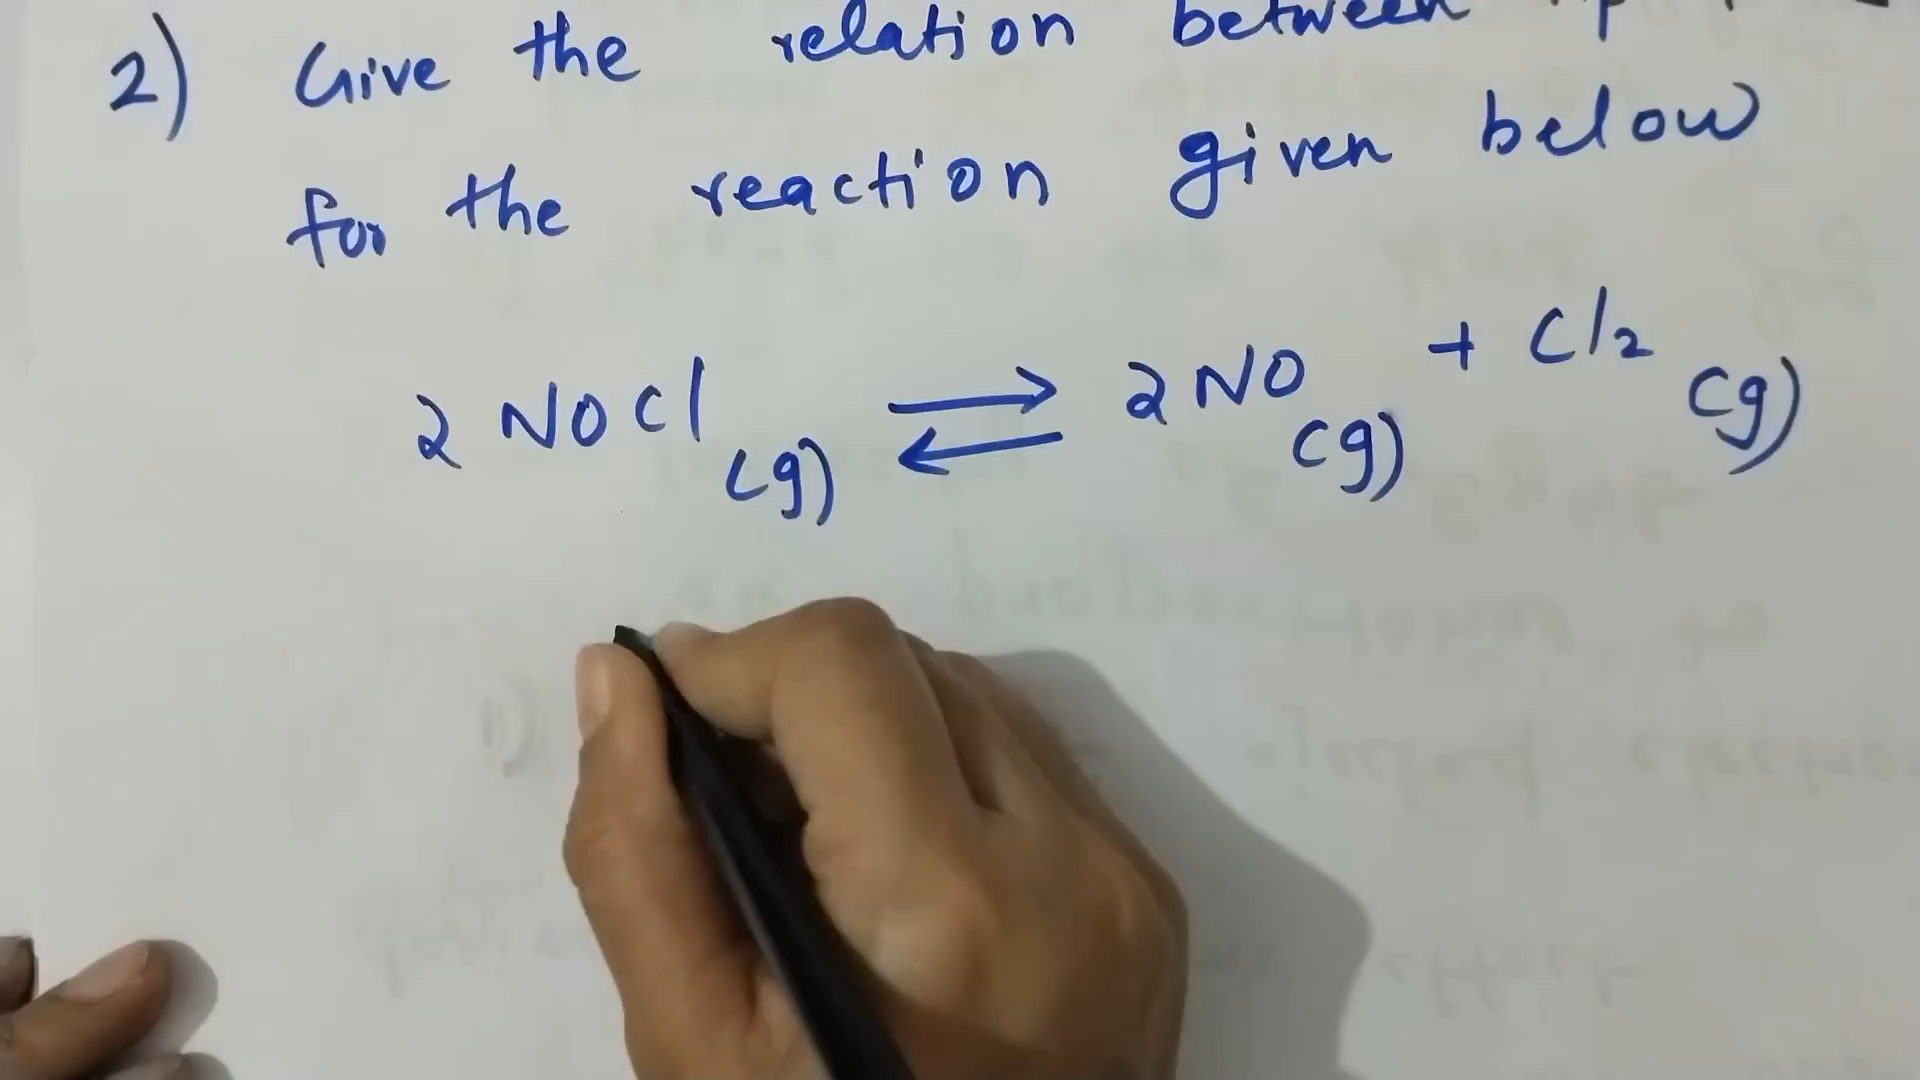 2) Give the relation between
for the reaction given below
2 NOCl (g) ⇌ 2 NO (g) + Cl2 (g)